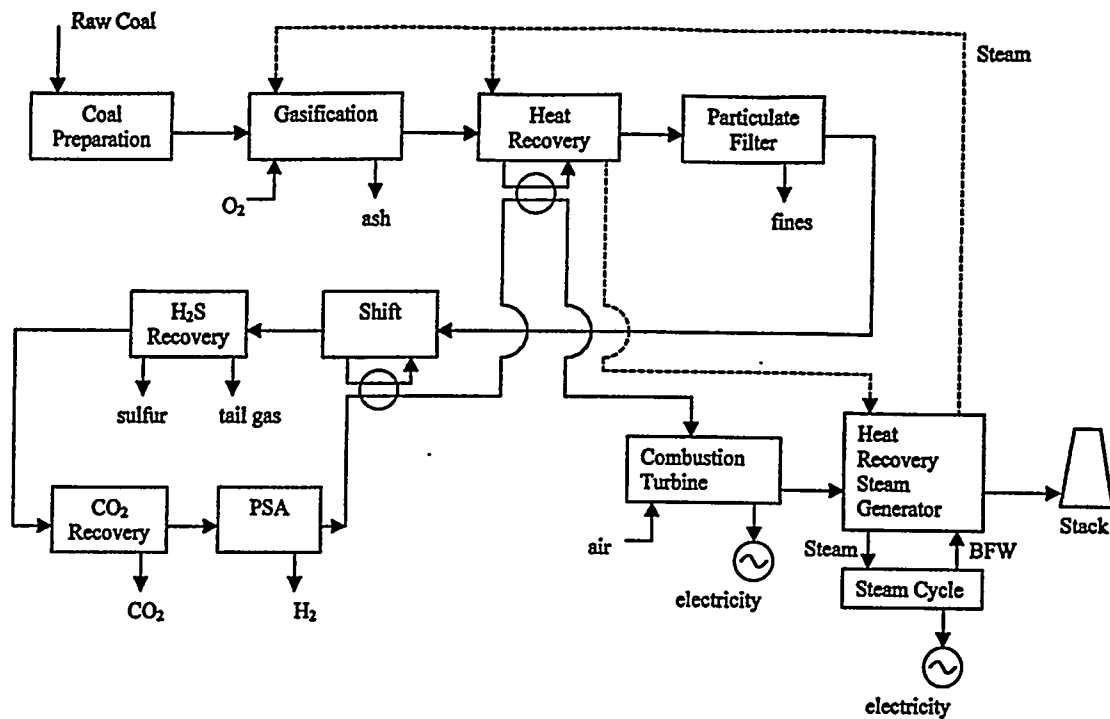 Raw Coal
Steam
Coal
Preparation
Gasification
Heat
Recovery
Particulate
Filter
O₂
ash
fines
H₂S
Recovery
Shift
sulfur
tail gas
Combustion
Turbine
Heat
Recovery
Steam
Generator
CO₂
Recovery
PSA
Stack
air
Steam
BFW
Steam Cycle
CO₂
H₂
electricity
electricity